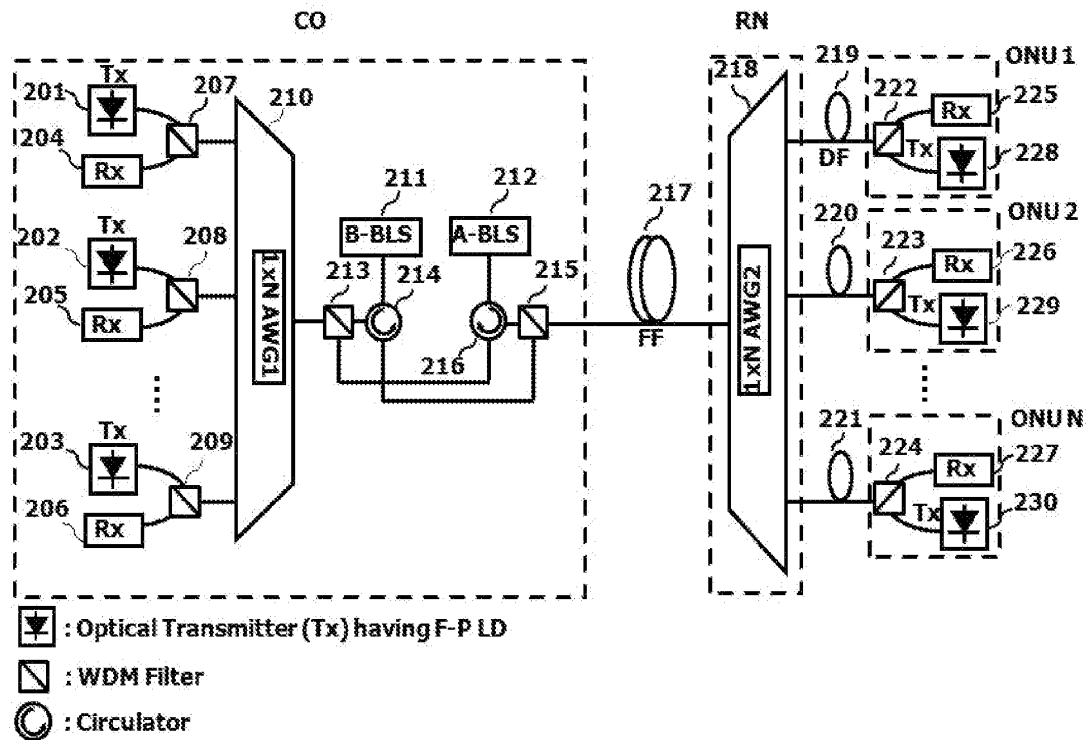 CO
RN
ONU 1
Tx
201
207
210
204
Rx
218
219
222
DF
Rx
225
Tx
228
211
212
B-BLS
A-BLS
217
Tx
202
208
205
Rx
1xN AWG1
213
214
215
216
FF
1xN AWG2
ONU 2
220
223
Rx
226
Tx
229
Tx
203
209
206
Rx
ONU N
221
224
Rx
227
Tx
230
: Optical Transmitter (Tx) having F-P LD
: WDM Filter
: Circulator